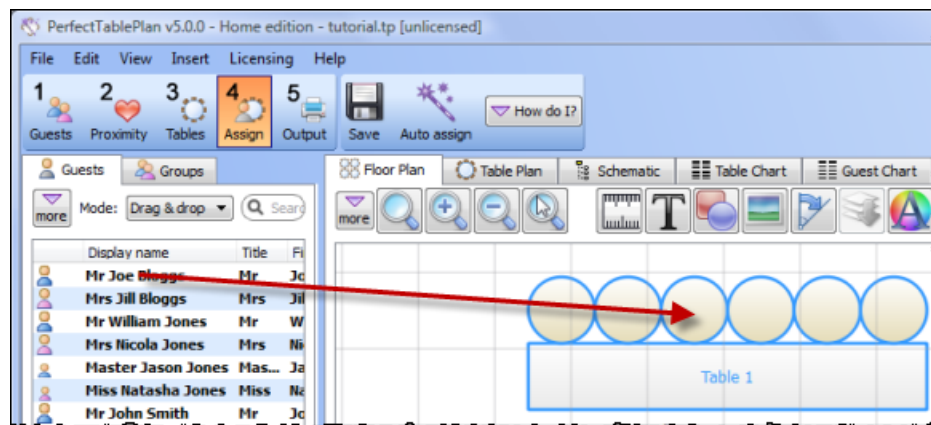 PerfectTablePlan v5.0.0 - Home edition - tutorial.tp [unlicensed]
File Edit View Insert Licensing Help
1 2 3 4 5
Guests Proximity Tables Assign Output Save Auto assign How do I?
Guests Groups
Floor Plan Table Plan Schematic Table Chart Guest Chart
more Mode: Drag & drop
more T A
Display name Title
Mr Joe Bloggs Mr
Mrs Jill Bloggs Mrs
Mr William Jones Mr
Mrs Nicola Jones Mrs
Master Jason Jones Mas...
Miss Natasha Jones Miss
Mr John Smith Mr
Table 1